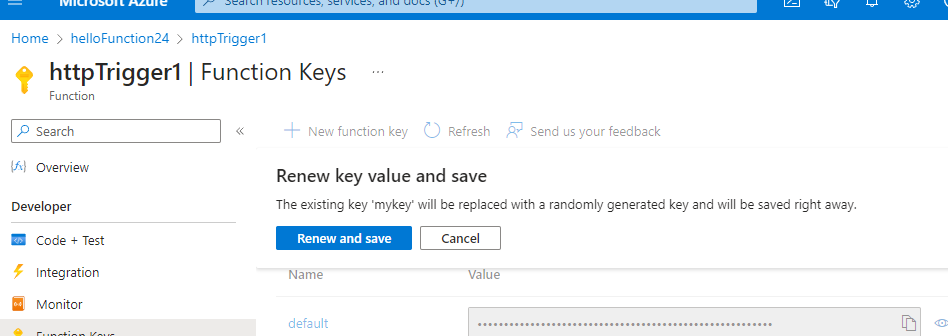 Microsoft Azure
Search resources, services, and docs (G+/)
Home > helloFunction24 > httpTrigger1
httpTrigger1 | Function Keys ...
Function
Search «
+ New function key Refresh Send us your feedback
Overview
Renew key value and save
The existing key 'mykey' will be replaced with a randomly generated key and will be saved right away.
Developer
Code + Test
Renew and save Cancel
Integration
Name Value
Monitor
Function Keys
default ••••••••••••••••••••••••••••••••••••••••••••••••••••••••